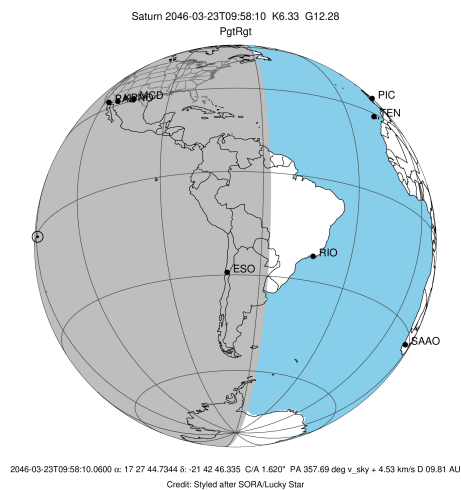 Saturn 2046-03-23T09:58:10 K6.33 G12.28
PgtRgt
MCD
PIC
TEN
RIO
ESO
SAAO
2046-03-23T09:58:10.0600 α: 17 27 44.7344 δ: -21 42 46.335 C/A 1.620" PA 357.69 deg v_sky + 4.53 km/s D 09.81 AU
Credit: Styled after SORA/Lucky Star